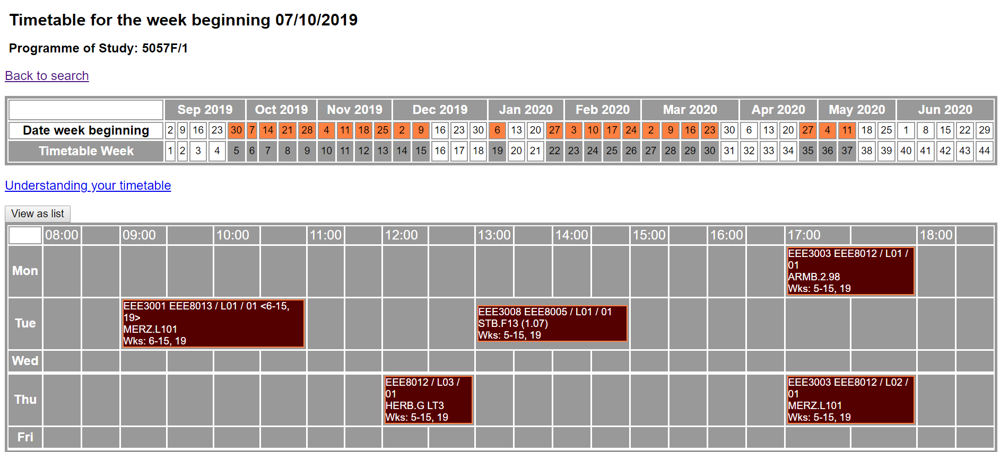 Timetable for the week beginning 07/10/2019
Programme of Study: 5057F/1
Back to search
Sep 2019 Oct 2019 Nov 2019 Dec 2019 Jan 2020 Feb 2020 Mar 2020 Apr 2020 May 2020 Jun 2020
Date week beginning 2 9 16 23 30 7 14 21 28 4 11 18 25 2 9 16 23 30 6 13 20 27 3 10 17 24 2 9 16 23 30 6 13 20 27 4 11 18 25 1 8 15 22 29
Timetable Week 1 2 3 4 5 6 7 8 9 10 11 12 13 14 15 16 17 18 19 20 21 22 23 24 25 26 27 28 29 30 31 32 33 34 35 36 37 38 39 40 41 42 43 44
Understanding your timetable
View as list
08:00 09:00 10:00 11:00 12:00 13:00 14:00 15:00 16:00 17:00 18:00
Mon
EEE3003 EEE8012 / L01 /
01
ARMB.2.98
Wks: 5-15, 19
Tue
EEE3001 EEE8013 / L01 / 01 <6-15,
19>
MERZ.L101
Wks: 6-15, 19
EEE3008 EEE8005 / L01 / 01
STB.F13 (1.07)
Wks: 5-15, 19
Wed
Thu
EEE8012 / L03 /
01
HERB.G LT3
Wks: 5-15, 19
EEE3003 EEE8012 / L02 /
01
MERZ.L101
Wks: 5-15, 19
Fri